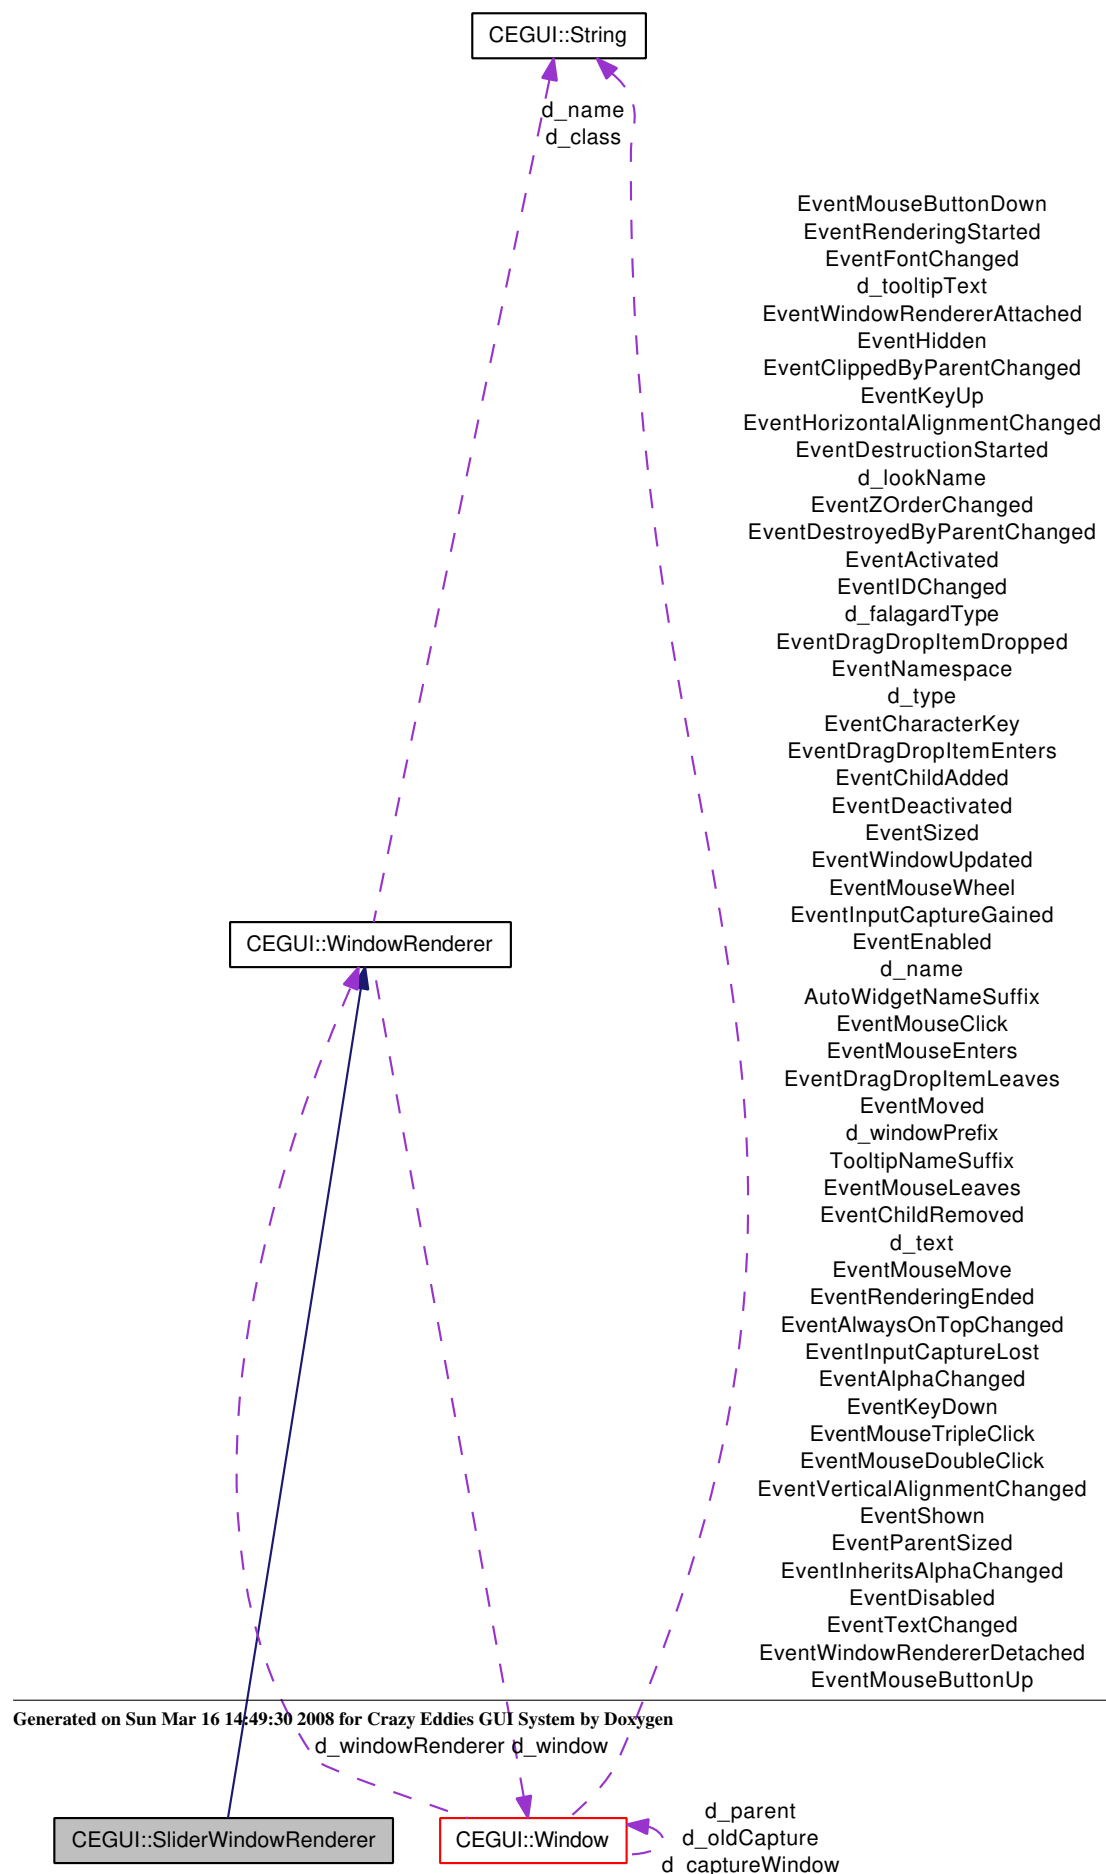 CEGUI::String
d_name
d_class
EventMouseButtonDown
EventRenderingStarted
EventFontChanged
d_tooltipText
EventWindowRendererAttached
EventHidden
EventClippedByParentChanged
EventKeyUp
EventHorizontalAlignmentChanged
EventDestructionStarted
d_lookName
EventZOrderChanged
EventDestroyedByParentChanged
EventActivated
EventIDChanged
d_falagardType
EventDragDropItemDropped
EventNamespace
d_type
EventCharacterKey
EventDragDropItemEnters
EventChildAdded
EventDeactivated
EventSized
EventWindowUpdated
EventMouseWheel
EventInputCaptureGained
EventEnabled
d_name
AutoWidgetNameSuffix
EventMouseClick
EventMouseEnters
EventDragDropItemLeaves
EventMoved
d_windowPrefix
TooltipNameSuffix
EventMouseLeaves
EventChildRemoved
d_text
EventMouseMove
EventRenderingEnded
EventAlwaysOnTopChanged
EventInputCaptureLost
EventAlphaChanged
EventKeyDown
EventMouseTripleClick
EventMouseDoubleClick
EventVerticalAlignmentChanged
EventShown
EventParentSized
EventInheritsAlphaChanged
EventDisabled
EventTextChanged
EventWindowRendererDetached
EventMouseButtonUp
CEGUI::WindowRenderer
Generated on Sun Mar 16 14:49:30 2008 for Crazy Eddies GUI System by Doxygen
d_windowRenderer d_window
CEGUI::SliderWindowRenderer
CEGUI::Window
d_parent
d_oldCapture
d_captureWindow